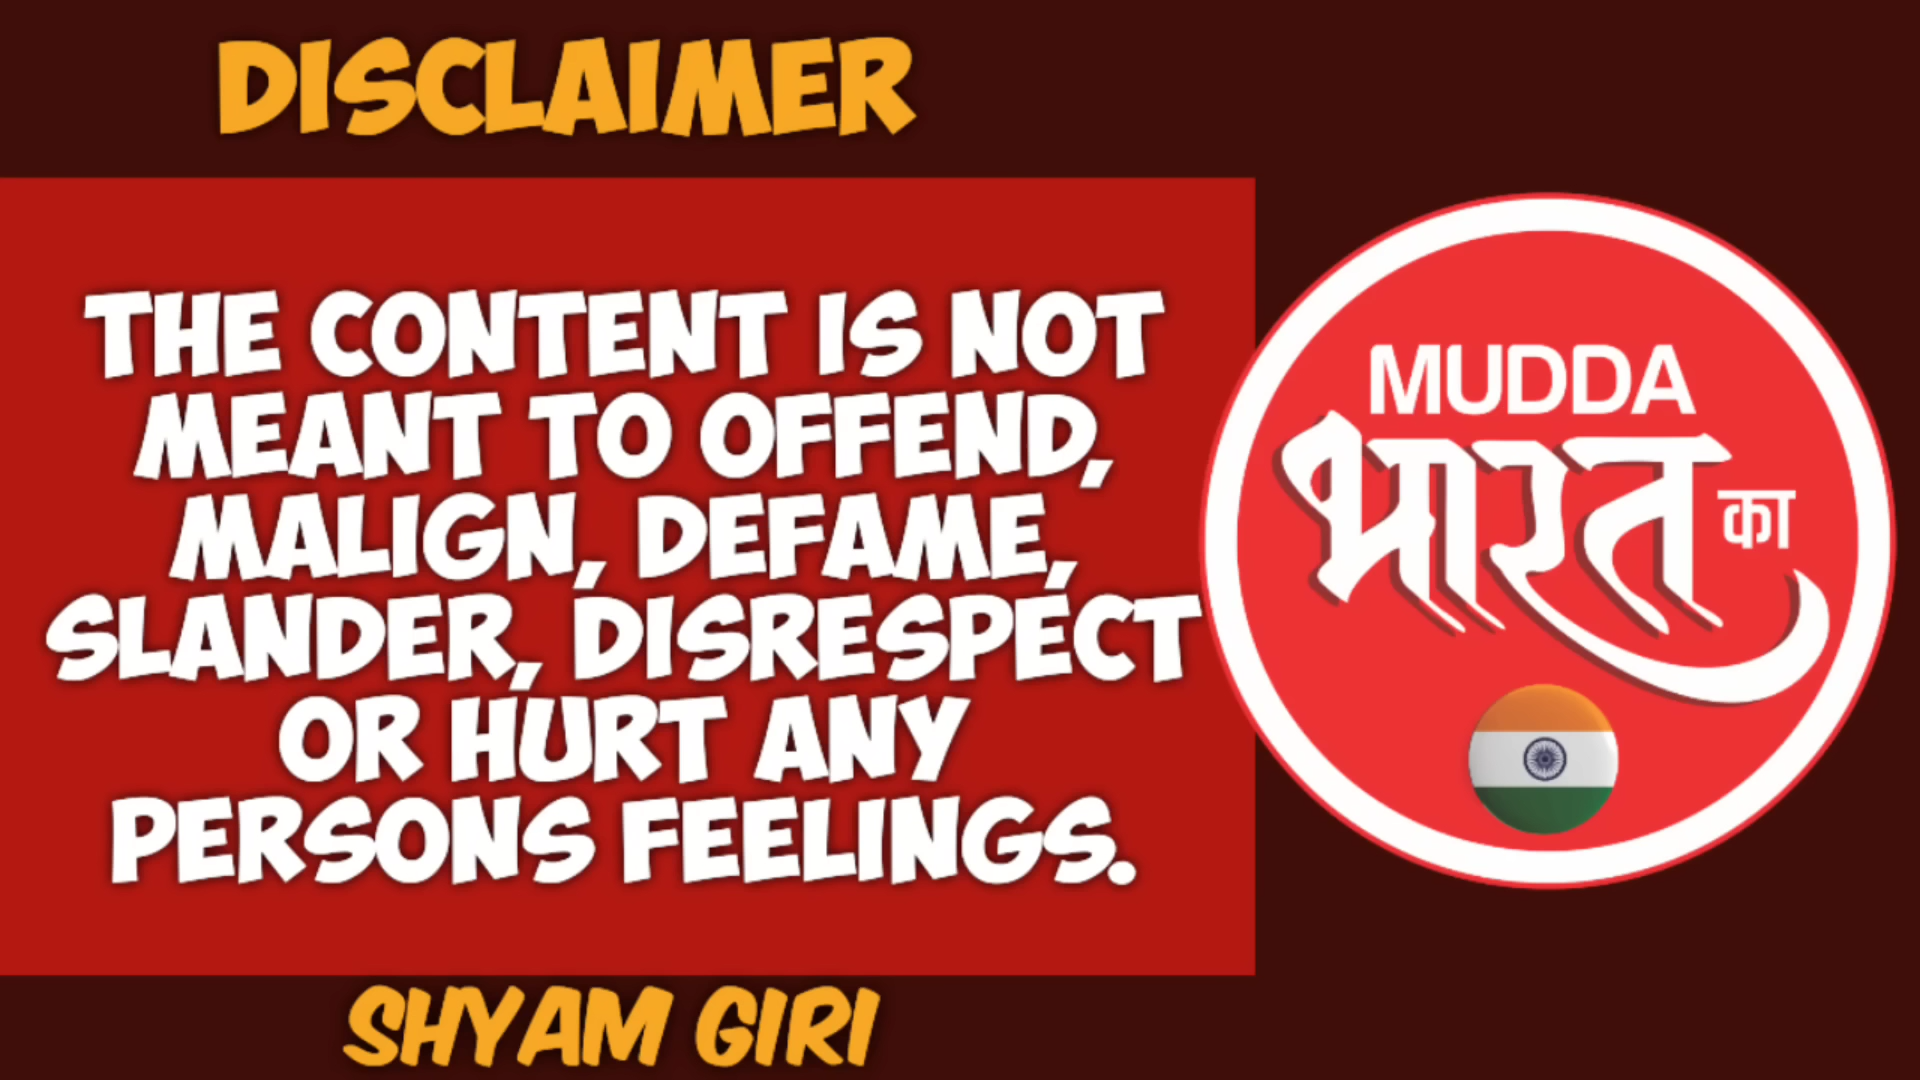 DISCLAIMER
THE CONTENT IS NOT
MEANT TO OFFEND,
MALIGN, DEFAME,
SLANDER, DISRESPECT
OR HURT ANY
PERSONS FEELINGS.
SHYAM GIRI
MUDDA
भारत का